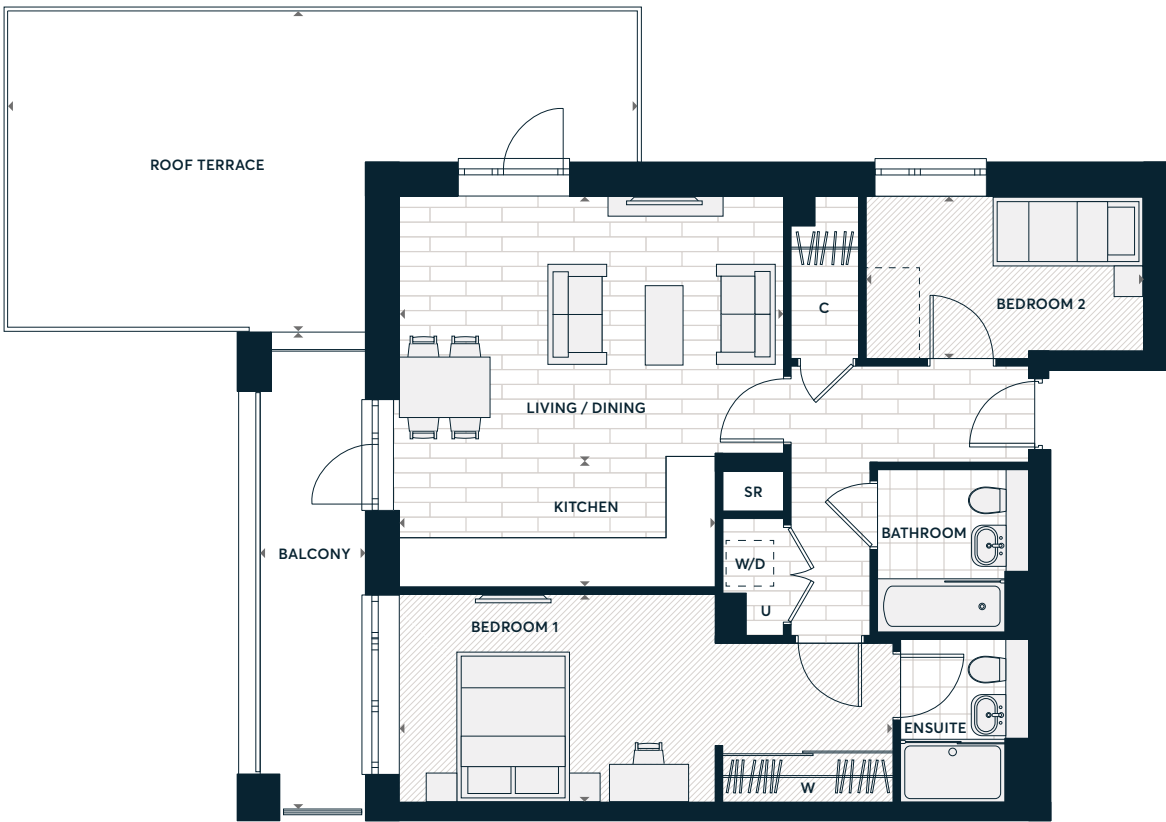 ROOF TERRACE
BEDROOM 2
C
LIVING / DINING
SR
KITCHEN
BATHROOM
BALCONY
W/D
U
BEDROOM 1
ENSUITE
W